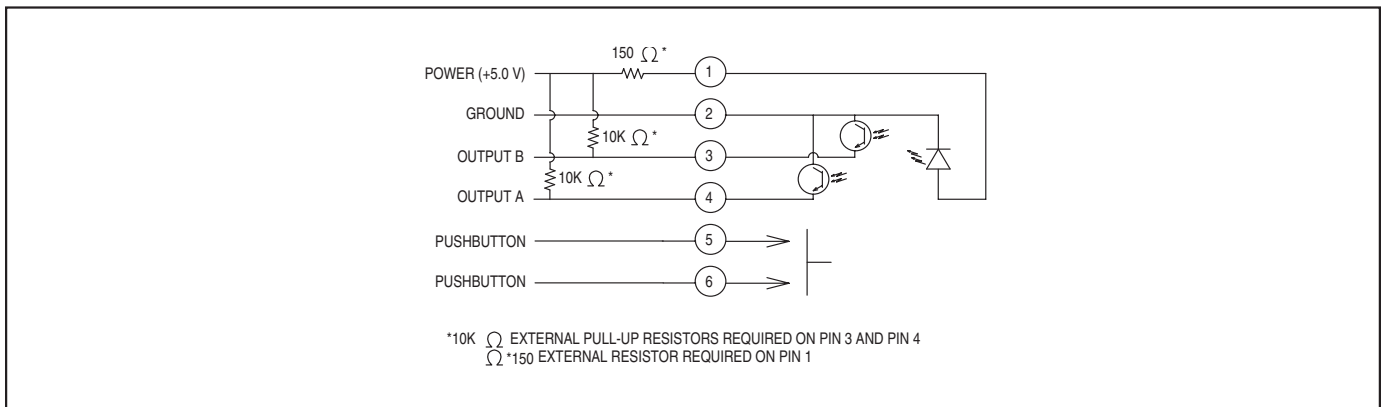 150 Ω *
POWER (+5.0 V)
1
GROUND
2
10K Ω *
OUTPUT B
3
10K Ω *
OUTPUT A
4
PUSHBUTTON
5
PUSHBUTTON
6
*10K Ω EXTERNAL PULL-UP RESISTORS REQUIRED ON PIN 3 AND PIN 4
Ω *150 EXTERNAL RESISTOR REQUIRED ON PIN 1